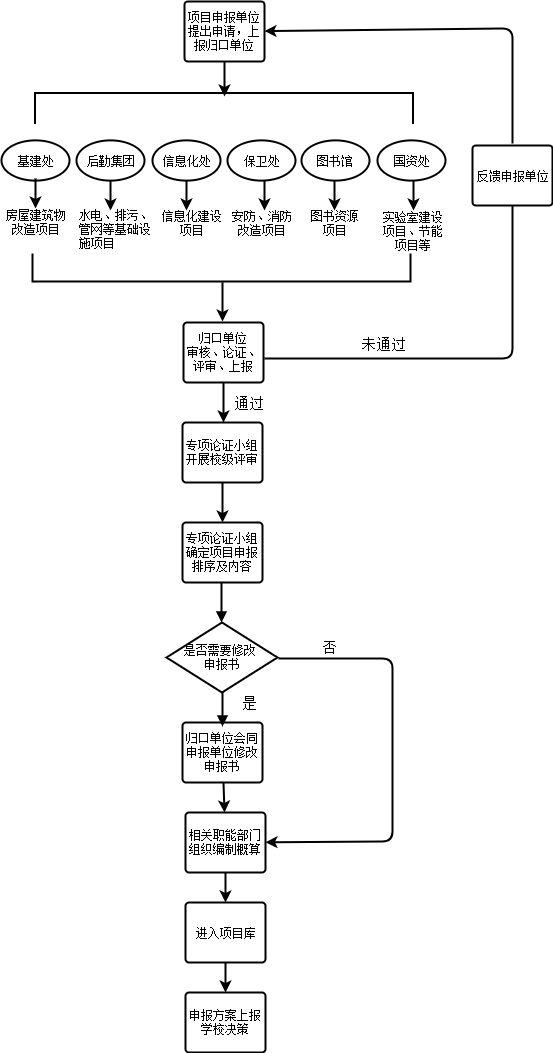 项目申报单位
提出申请，上
报归口单位
基建处
后勤集团
信息化处
保卫处
图书馆
国资处
反馈申报单位
房屋建筑物
改造项目
水电、排污、
管网等基础设
施项目
信息化建设
项目
安防、消防
改造项目
图书资源
项目
实验室建设
项目、节能
项目等
归口单位
审核、论证、
评审、上报
未通过
通过
专项论证小组
开展校级评审
专项论证小组
确定项目申报
排序及内容
是否需要修改
申报书
否
是
归口单位会同
申报单位修改
申报书
相关职能部门
组织编制概算
进入项目库
申报方案上报
学校决策